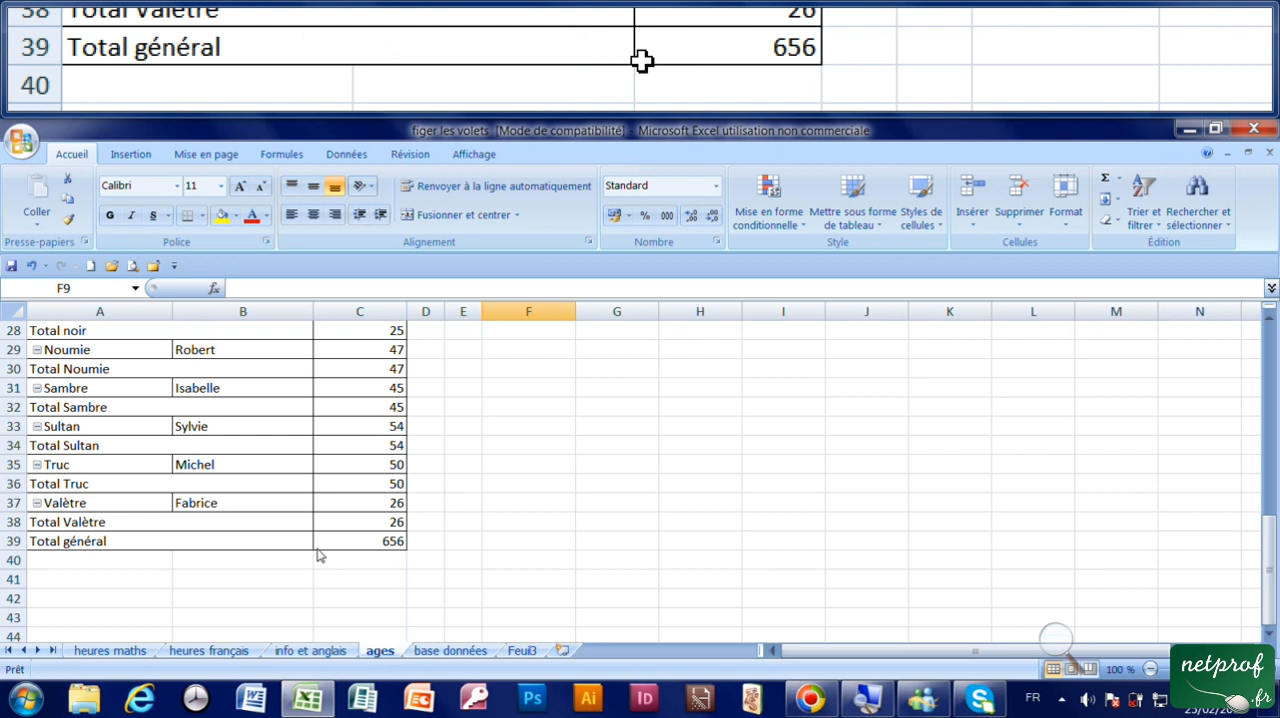 38 Total Valètre 26
39 Total général 656
40
figer les volets [Mode de compatibilité] - Microsoft Excel utilisation non commerciale
Accueil Insertion Mise en page Formules Données Révision Affichage
Coller
Calibri 11
Renvoyer à la ligne automatiquement
Standard
G I S A
Fusionner et centrer
% 000
Mise en forme conditionnelle
Mettre sous forme de tableau
Styles de cellules
Insérer Supprimer Format
Σ
Trier et filtrer
Rechercher et sélectionner
Presse-papiers Police Alignement Nombre Style Cellules Édition
F9 fx
A B C D E F G H I J K L M N
28 Total noir 25
29 Noumie Robert 47
30 Total Noumie 47
31 Sambre Isabelle 45
32 Total Sambre 45
33 Sultan Sylvie 54
34 Total Sultan 54
35 Truc Michel 50
36 Total Truc 50
37 Valètre Fabrice 26
38 Total Valètre 26
39 Total général 656
40
41
42
43
44
heures maths heures français info et anglais ages base données Feuil3
Prêt 100 %
Ps Ai Id
FR
netprof.fr